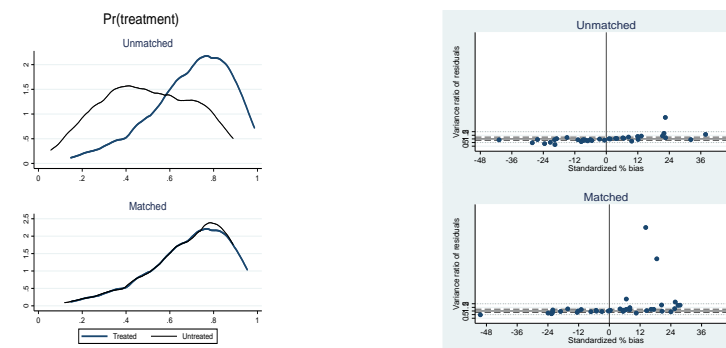 Pr(treatment)
Unmatched
2
1.5
1
.5
0
0 .2 .4 .6 .8 1
Matched
2.5
2
1.5
1
.5
0
0 .2 .4 .6 .8 1
Treated Untreated
Unmatched
Variance ratio of residuals
-48 -36 -24 -12 0 12 24 36
Standardized % bias
Matched
Variance ratio of residuals
-48 -36 -24 -12 0 12 24 36
Standardized % bias